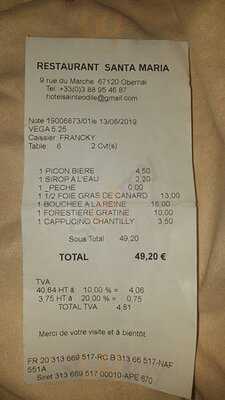 RESTAURANT SANTA MARIA
9 rue du Marche 67120 Obernai
Tel +33(0)3 88 95 46 87
hotelsainteodile@gmail.com
Note 19006673/01 le 13/06/2019
VEGA 5.25
Caissier FRANCKY
Table 6 2 Cvt(s)
1 PICON BIERE 4,50
1 SIROP A L'EAU 2,20
1 _PECHE 0,00
1 1/2 FOIE GRAS DE CANARD 13,00
1 BOUCHEE A LA REINE 16,00
1 FORESTIERE GRATINE 10,00
1 CAPPUCINO CHANTILLY 3,50
Sous Total 49,20
TOTAL 49,20 €
TVA
40,64 HT à 10,00 % = 4,06
3,75 HT à 20,00 % = 0,75
TOTAL TVA 4,81
Merci de votre visite et à bientôt
FR 20 313 669 517-RC B 313 66 517-NAF
551A
Siret 313 669 517 00010-APE 670